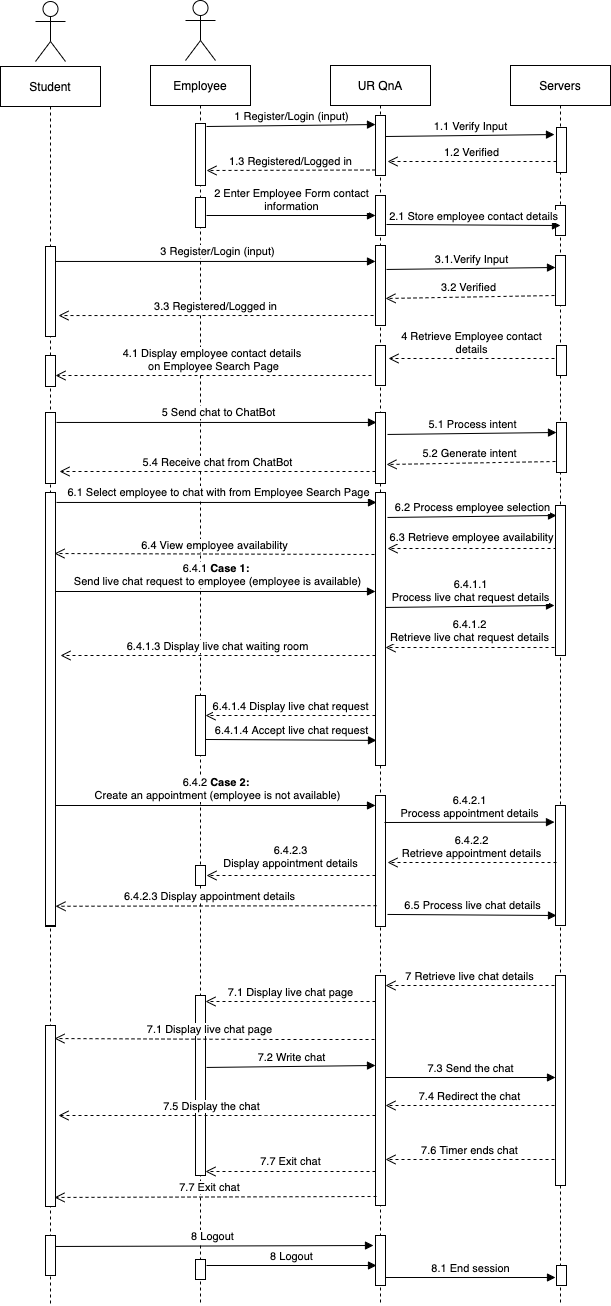 Student
Employee
UR QnA
Servers
1 Register/Login (input)
1.1 Verify Input
1.2 Verified
1.3 Registered/Logged in
2 Enter Employee Form contact
information
2.1 Store employee contact details
3 Register/Login (input)
3.1.Verify Input
3.2 Verified
3.3 Registered/Logged in
4 Retrieve Employee contact
details
4.1 Display employee contact details
on Employee Search Page
5 Send chat to ChatBot
5.1 Process intent
5.2 Generate intent
5.4 Receive chat from ChatBot
6.1 Select employee to chat with from Employee Search Page
6.2 Process employee selection
6.3 Retrieve employee availability
6.4 View employee availability
6.4.1 Case 1:
Send live chat request to employee (employee is available)
6.4.1.1
Process live chat request details
6.4.1.2
Retrieve live chat request details
6.4.1.3 Display live chat waiting room
6.4.1.4 Display live chat request
6.4.1.4 Accept live chat request
6.4.2 Case 2:
Create an appointment (employee is not available)
6.4.2.1
Process appointment details
6.4.2.2
Retrieve appointment details
6.4.2.3
Display appointment details
6.4.2.3 Display appointment details
6.5 Process live chat details
7 Retrieve live chat details
7.1 Display live chat page
7.1 Display live chat page
7.2 Write chat
7.3 Send the chat
7.4 Redirect the chat
7.5 Display the chat
7.6 Timer ends chat
7.7 Exit chat
7.7 Exit chat
8 Logout
8 Logout
8.1 End session